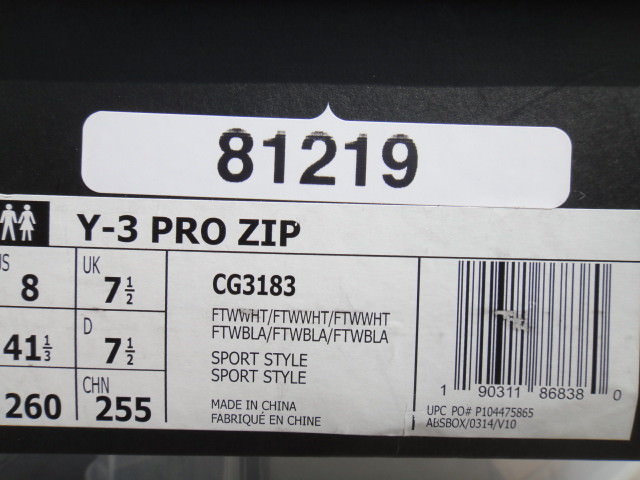 81219
Y-3 PRO ZIP
US 8 UK 7 1/2
41 1/3 D 7 1/2
260 CHN 255
CG3183
FTWWHT/FTWWHT/FTWWHT
FTWBLA/FTWBLA/FTWBLA
SPORT STYLE
SPORT STYLE
MADE IN CHINA
FABRIQUÉ EN CHINE
1 90311 86838 0
UPC PO# P104475865
ABSBOX/0314/V10